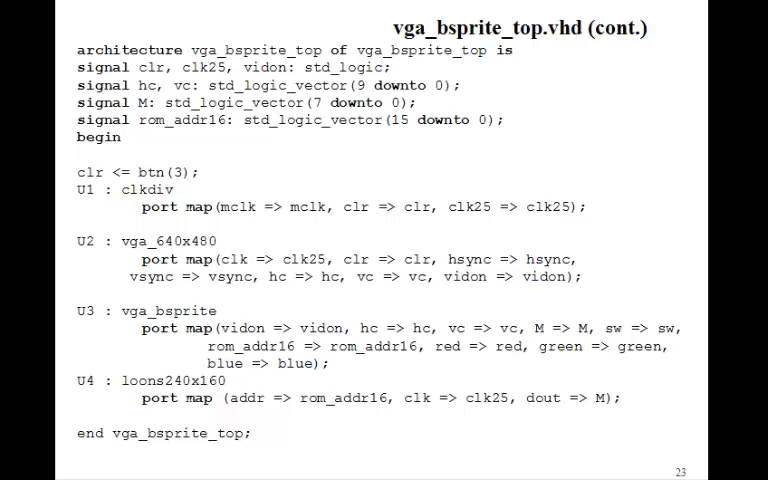 vga_bsprite_top.vhd (cont.)
architecture vga_bsprite_top of vga_bsprite_top is
signal clr, clk25, vidon: std_logic;
signal hc, vc: std_logic_vector(9 downto 0);
signal M: std_logic_vector(7 downto 0);
signal rom_addr16: std_logic_vector(15 downto 0);
begin
clr <= btn(3);
U1 : clkdiv
port map(mclk => mclk, clr => clr, clk25 => clk25);
U2 : vga_640x480
port map(clk => clk25, clr => clr, hsync => hsync,
vsync => vsync, hc => hc, vc => vc, vidon => vidon);
U3 : vga_bsprite
port map(vidon => vidon, hc => hc, vc => vc, M => M, sw => sw,
rom_addr16 => rom_addr16, red => red, green => green,
blue => blue);
U4 : loons240x160
port map (addr => rom_addr16, clk => clk25, dout => M);
end vga_bsprite_top;
23